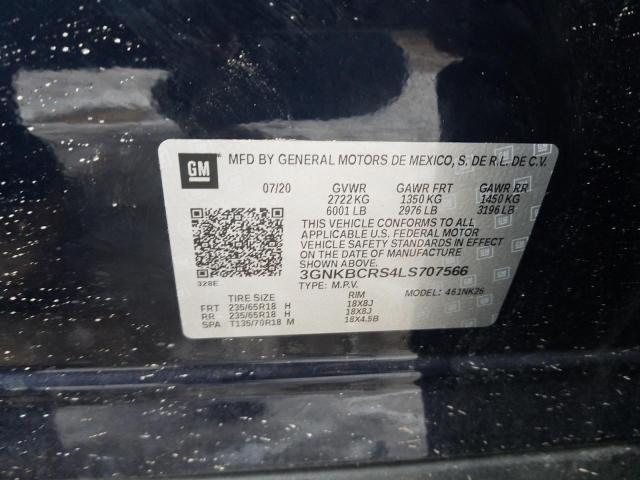 GM
MFD BY GENERAL MOTORS DE MEXICO, S. DE R.L. DE C.V.
07/20 GVWR GAWR FRT GAWR RR
2722 KG 1350 KG 1450 KG
6001 LB 2976 LB 3196 LB
THIS VEHICLE CONFORMS TO ALL
APPLICABLE U.S. FEDERAL MOTOR
VEHICLE SAFETY STANDARDS IN EFFECT ON
THE DATE OF MANUFACTURE
SHOWN ABOVE.
3GNKBCRS4LS707566
328E
TYPE: M.P.V. MODEL: 461NK26
TIRE SIZE RIM
FRT 235/65R18 H 18X8J
RR 235/65R18 H 18X8J
SPA T135/70R18 M 18X4.5B